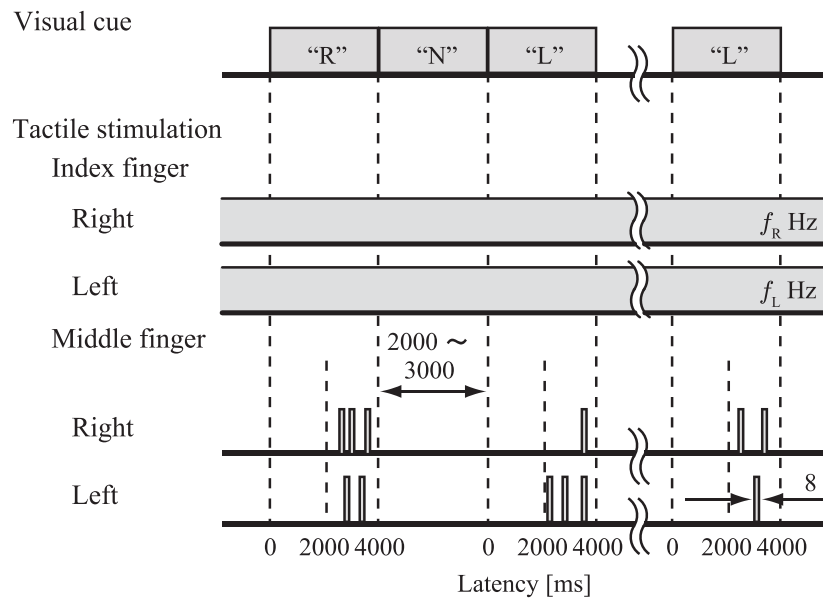 Visual cue
“R” “N” “L” “L”
Tactile stimulation
Index finger
Right
f_R Hz
Left
f_L Hz
Middle finger
2000 ~
3000
Right
Left
8
0 2000 4000 0 2000 4000 0 2000 4000
Latency [ms]